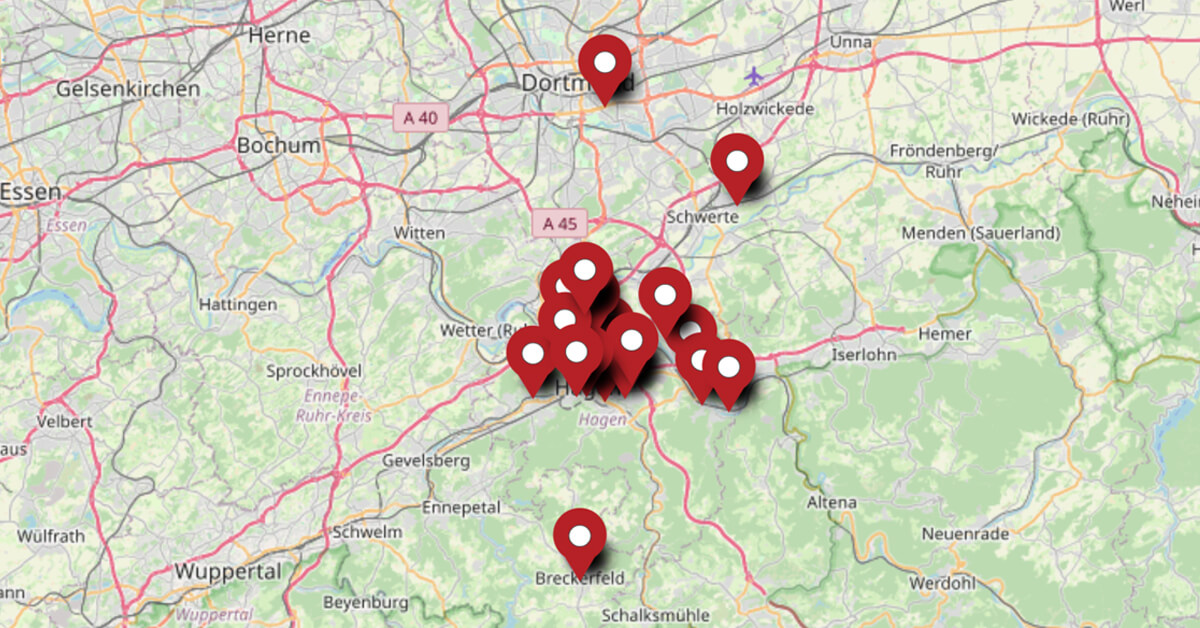 Werl
Herne
Unna
Gelsenkirchen
Dortmund
Holzwickede
A 40
Wickede (Ruhr)
Bochum
Fröndenberg/
Ruhr
Essen
Neheim
Essen
Schwerte
A 45
Witten
Menden (Sauerland)
H
Hattingen
Wetter (Ru
Hemer
Iserlohn
Sprockhövel
Hagen
Ennepe-
Ruhr-Kreis
Velbert
Hagen
aus
Gevelsberg
Altena
Ennepetal
Wülfrath
Schwelm
Neuenrade
Wuppertal
Breckerfeld
Werdohl
ann
Beyenburg
Wuppertal
Schalksmühle